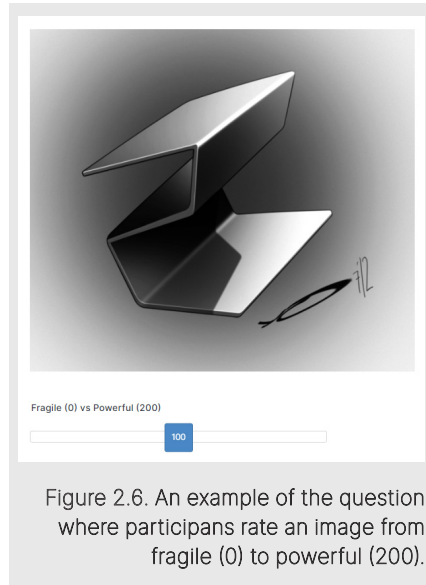 Fragile (0) vs Powerful (200)
100
Figure 2.6. An example of the question
where participans rate an image from
fragile (0) to powerful (200).